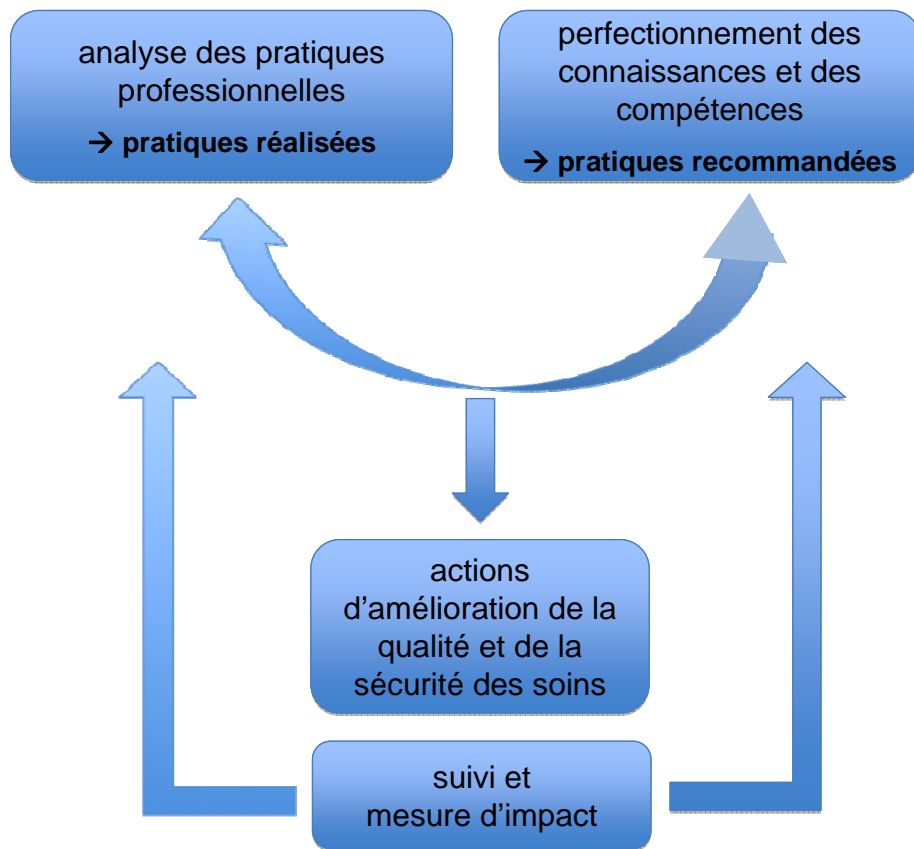 analyse des pratiques
professionnelles
→ pratiques réalisées
perfectionnement des
connaissances et des
compétences
→ pratiques recommandées
actions
d’amélioration de la
qualité et de la
sécurité des soins
suivi et
mesure d’impact